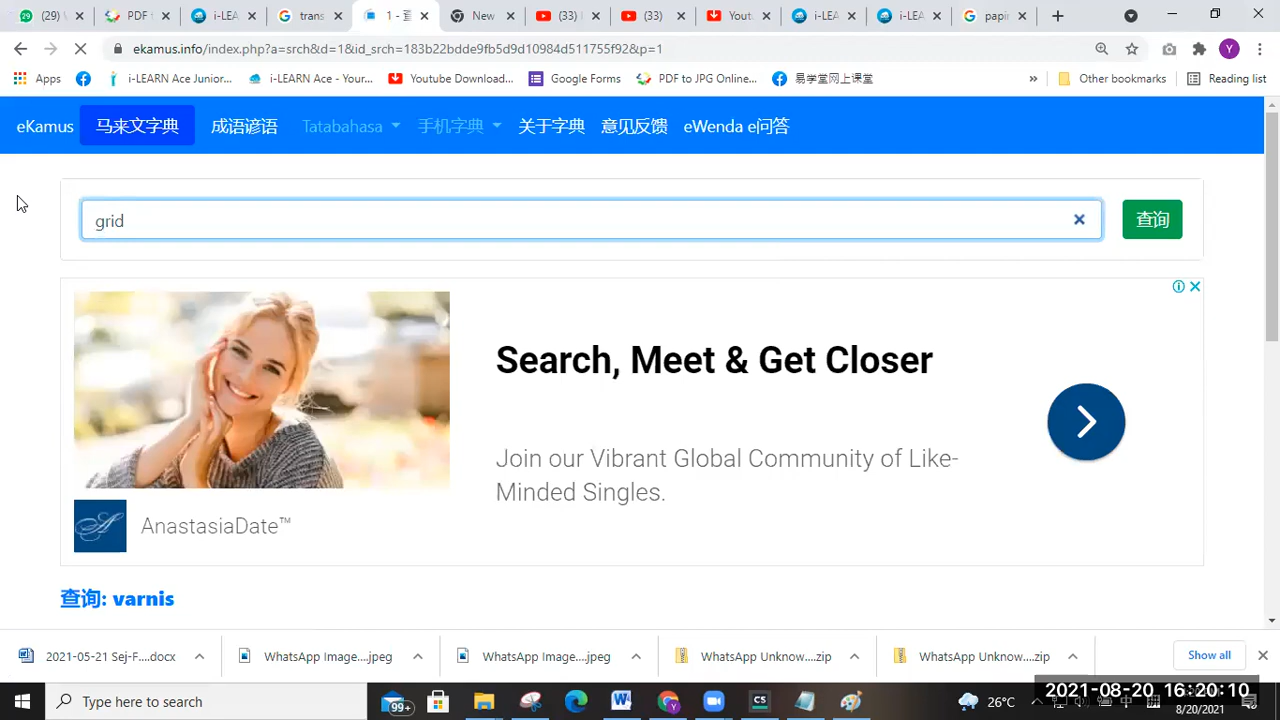 (29)
PDF
i-LEA
trans
1 - 查
New
(33)
(33)
Yout
i-LEA
i-LEA
papir
ekamus.info/index.php?a=srch&d=1&id_srch=183b22bdde9fb5d9d10984d511755f92&p=1
Y
Apps
i-LEARN Ace Junior...
i-LEARN Ace - Your...
Youtube Download...
Google Forms
PDF to JPG Online...
易学堂网上课堂
»
Other bookmarks
Reading list
eKamus
马来文字典
成语谚语
Tatabahasa
手机字典
关于字典
意见反馈
eWenda e问答
grid
查询
Search, Meet & Get Closer
Join our Vibrant Global Community of Like-
Minded Singles.
AnastasiaDate™
查询: varnis
2021-05-21 Sej-F....docx
WhatsApp Image....jpeg
WhatsApp Image....jpeg
WhatsApp Unknow....zip
WhatsApp Unknow....zip
Show all
Type here to search
99+
CS
26°C
2021-08-20 16:20:10
8/20/2021